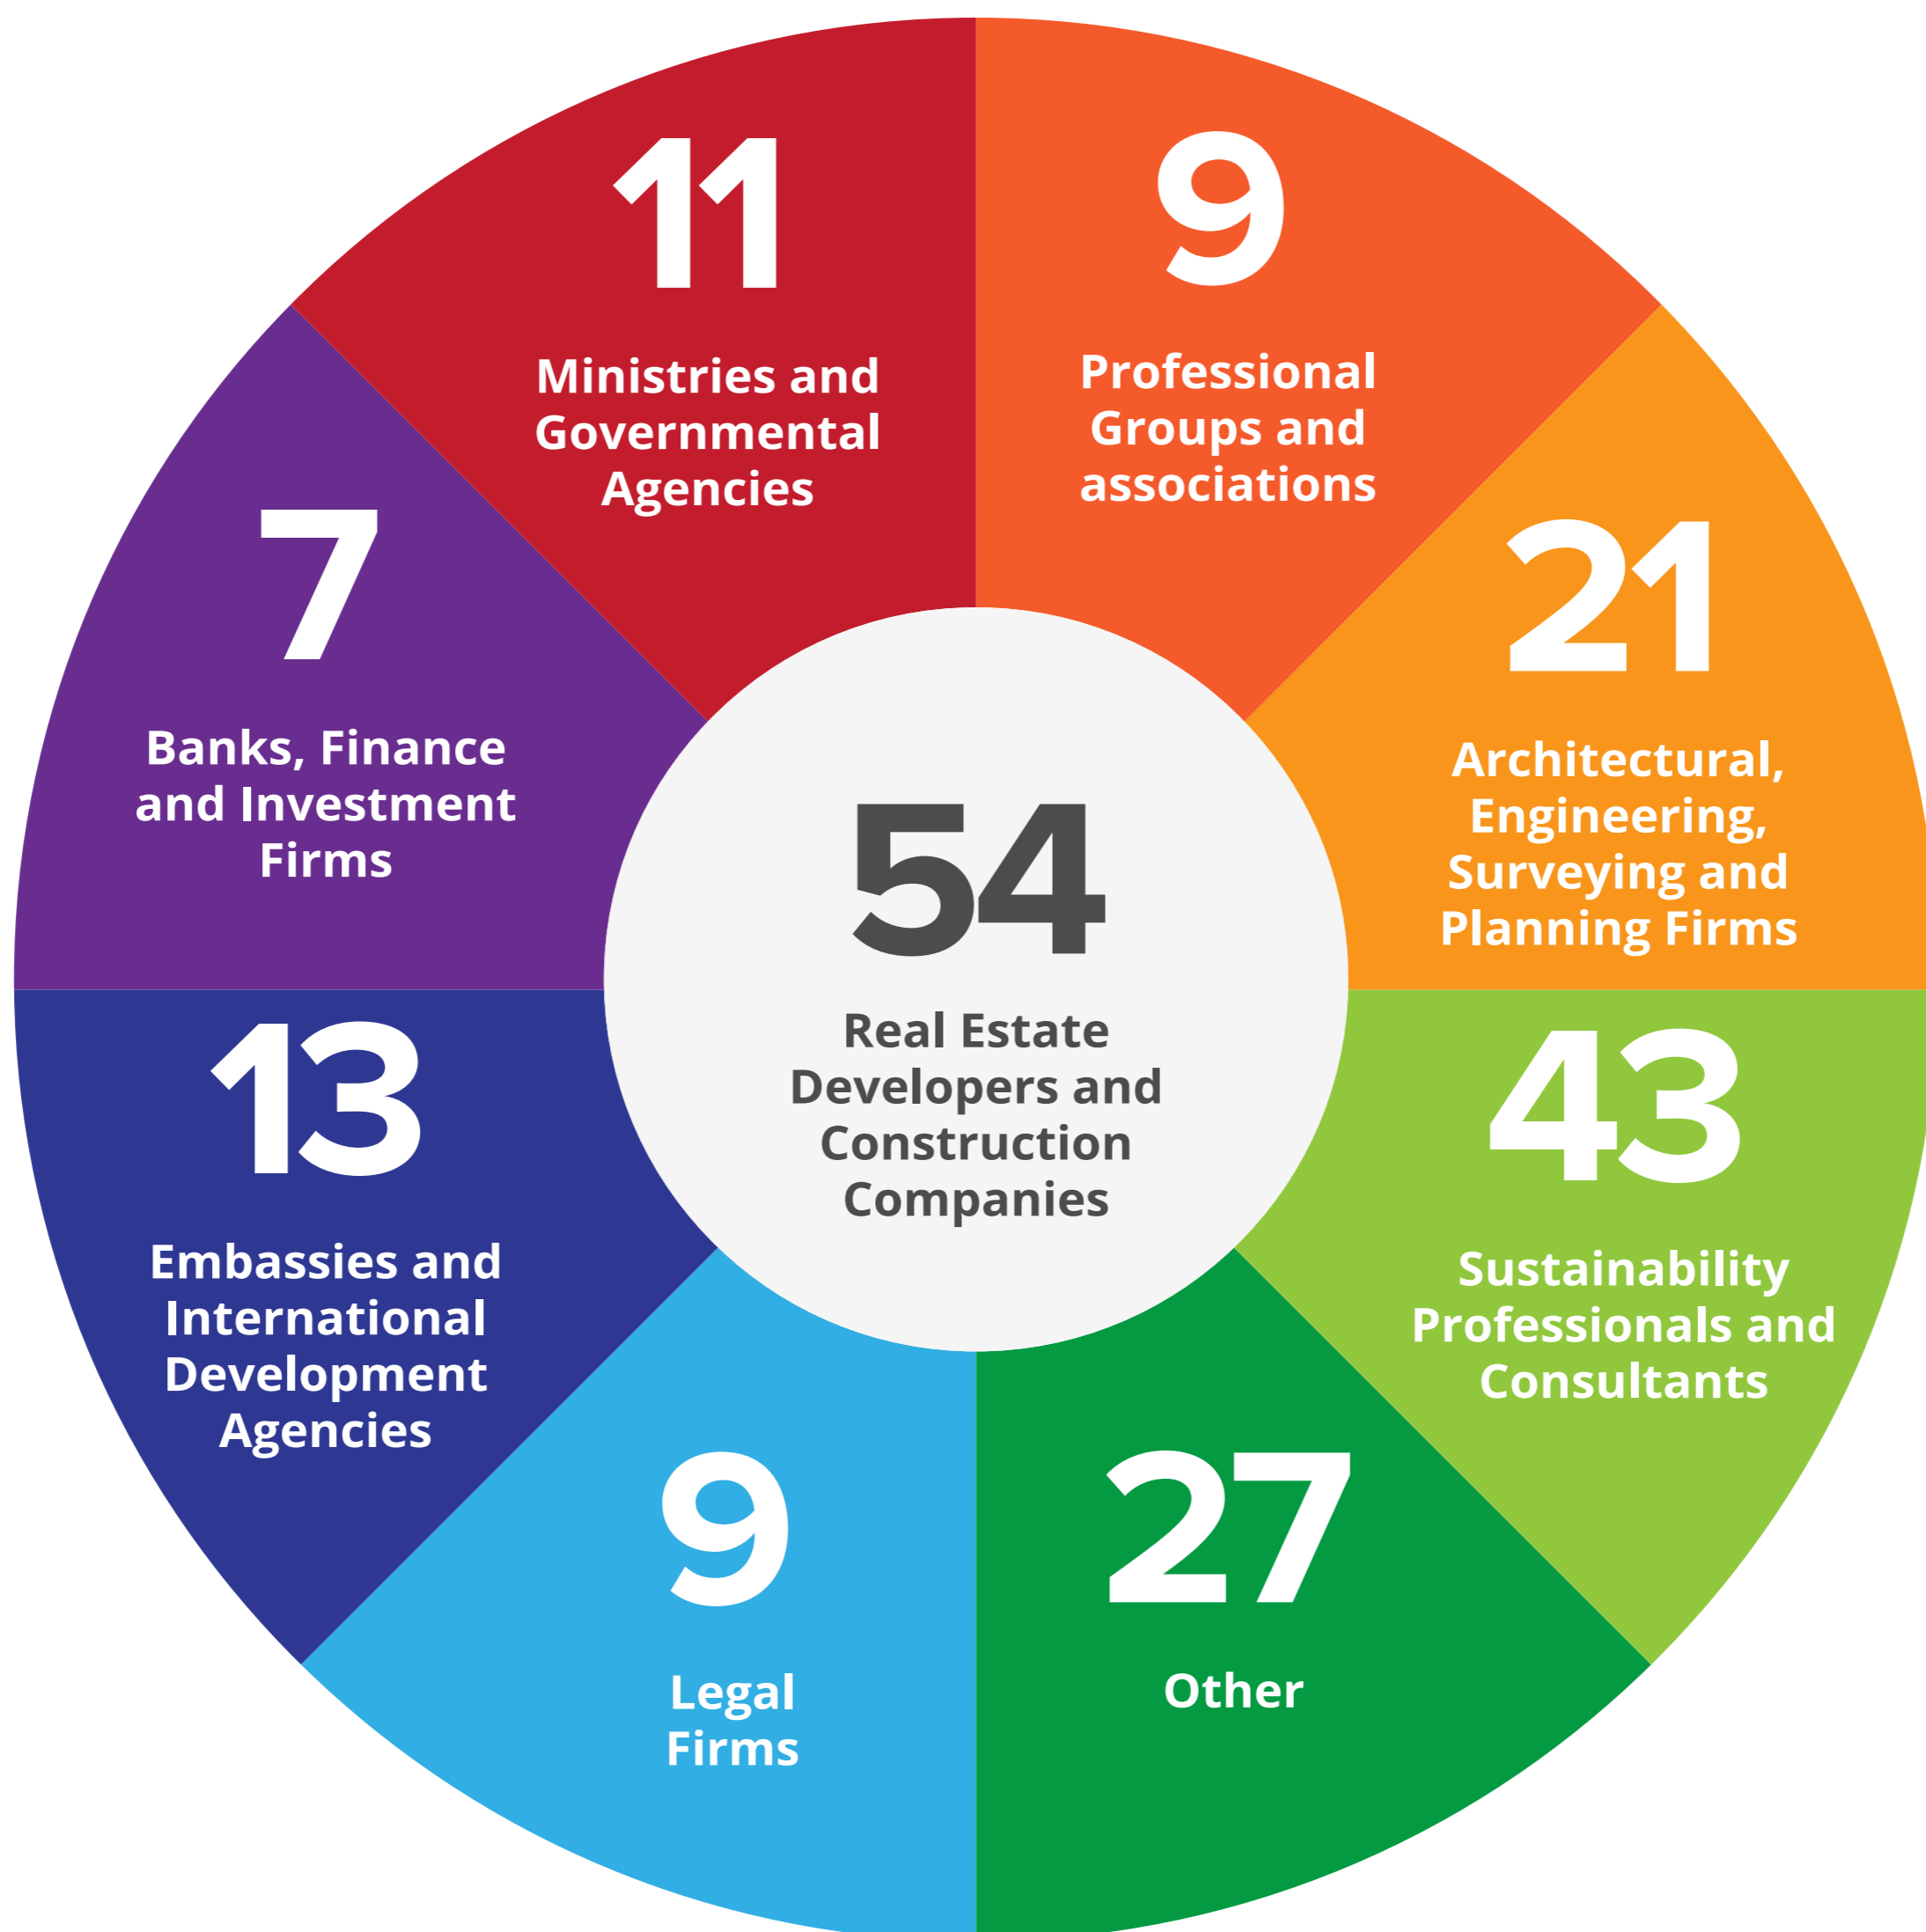 11
Ministries and
Governmental
Agencies
9
Professional
Groups and
associations
7
Banks, Finance
and Investment
Firms
21
Architectural,
Engineering,
Surveying and
Planning Firms
54
Real Estate
Developers and
Construction
Companies
13
Embassies and
International
Development
Agencies
43
Sustainability
Professionals and
Consultants
9
Legal
Firms
27
Other